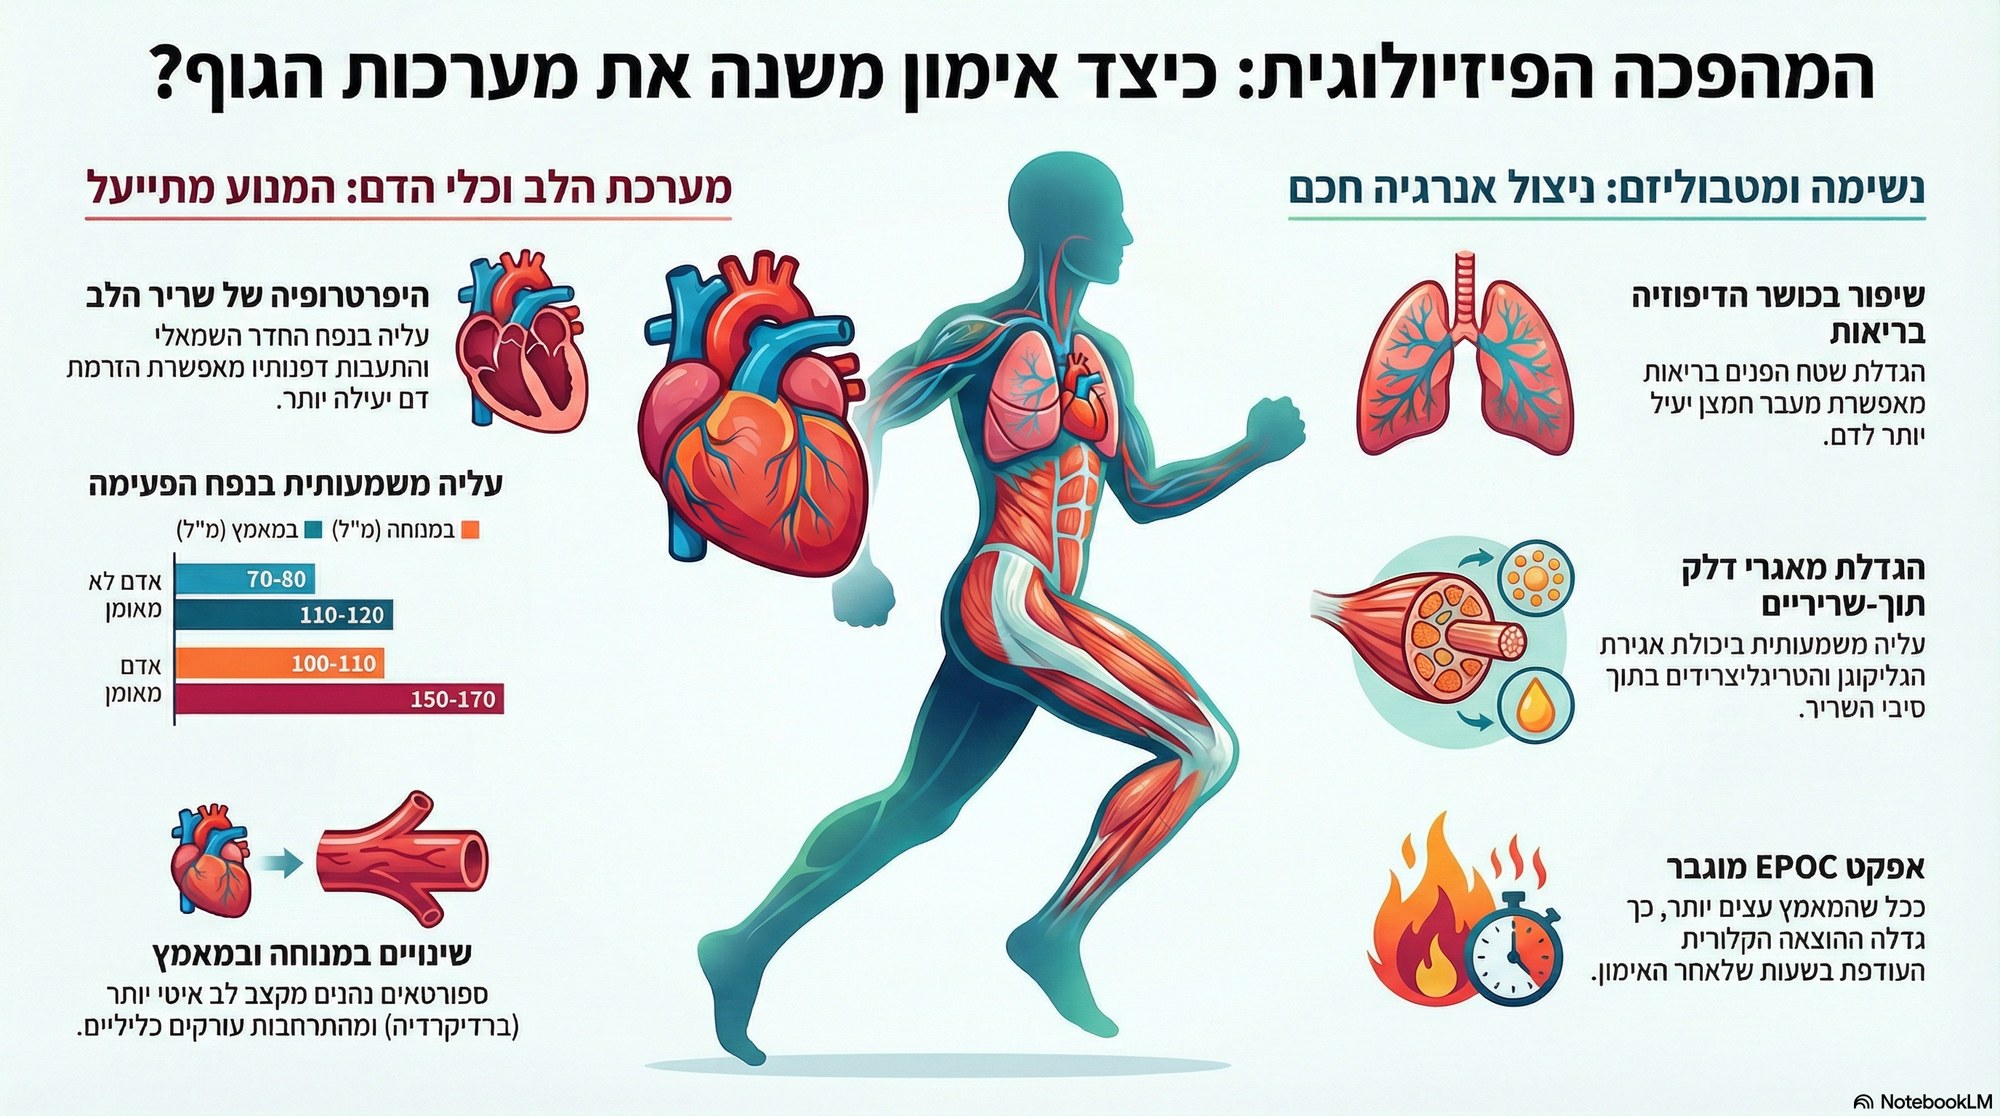 המהפכה הפיזיולוגית: כיצד אימון משנה את מערכות הגוף?
נשימה ומטבוליזם: ניצול אנרגיה חכם
שיפור בכושר הדיפוזיה
בריאות
הגדלת שטח הפנים בריאות
מאפשרת מעבר חמצן יעיל
יותר לדם.
הגדלת מאגרי דלק
תוך-שריריים
עליה משמעותית ביכולת אגירת
הגליקוגן והטריגליצרידים בתוך
סיבי השריר.
אפקט EPOC מוגבר
ככל שהמאמץ עצים יותר, כך
גדלה ההוצאה הקלורית
העודפת בשעות שלאחר האימון.
מערכת הלב וכלי הדם: המנוע מתייעל
היפרטרופיה של שריר הלב
עליה בנפח החדר השמאלי
והתעבות דפנותיו מאפשרת הזרמת
דם יעילה יותר.
עליה משמעותית בנפח הפעימה
במנוחה (מ"ל) במאמץ (מ"ל)
אדם לא
מאומן
70-80
110-120
אדם
מאומן
100-110
150-170
שינויים במנוחה ובמאמץ
ספורטאים נהנים מקצב לב איטי יותר
(ברדיקרדיה) ומהתרחבות עורקים כליליים.
NotebookLM